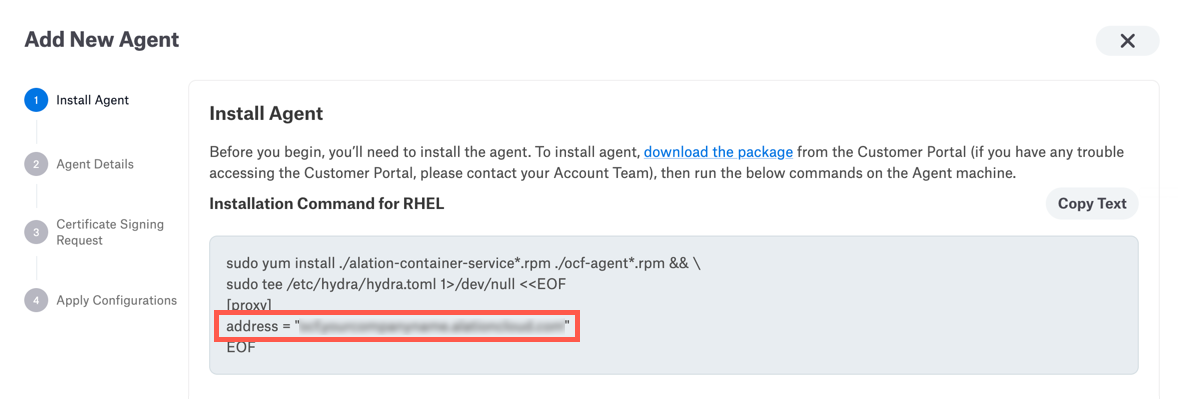 Add New Agent
1 Install Agent
2 Agent Details
3 Certificate Signing
Request
4 Apply Configurations
Install Agent
Before you begin, you’ll need to install the agent. To install agent, download the package from the Customer Portal (if you have any trouble
accessing the Customer Portal, please contact your Account Team), then run the below commands on the Agent machine.
Installation Command for RHEL
Copy Text
sudo yum install ./alation-container-service*.rpm ./ocf-agent*.rpm && \
sudo tee /etc/hydra/hydra.toml 1>/dev/null <<EOF
[proxy]
address = " "
EOF